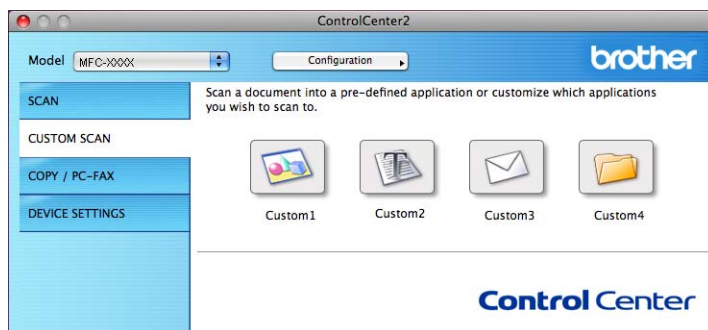 ControlCenter2
Model MFC-XXXX Configuration brother
SCAN
CUSTOM SCAN
COPY / PC-FAX
DEVICE SETTINGS
Scan a document into a pre-defined application or customize which applications
you wish to scan to.
T
Custom1 Custom2 Custom3 Custom4
Control Center